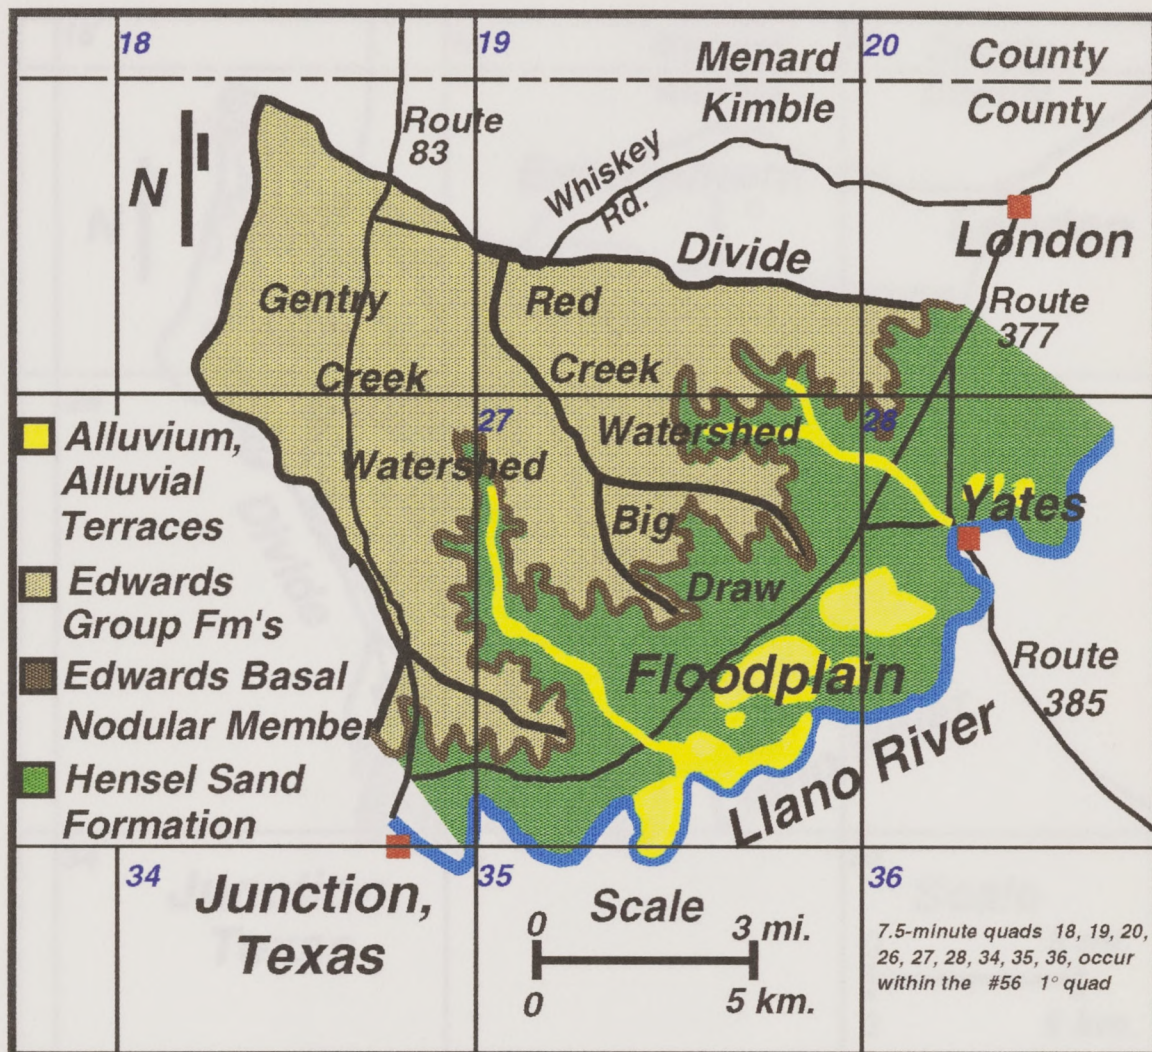 18
19
20
Menard County
Kimble County
Route
83
N
Whiskey
Rd.
London
Divide
Gentry
Red
Route
377
Creek
Creek
27
28
Watershed
Watershed
Alluvium,
Alluvial
Terraces
Big
Yates
Edwards
Group Fm's
Draw
Edwards Basal
Nodular Member
Floodplain
Route
385
Llano River
Hensel Sand
Formation
34
35
36
Junction,
Texas
Scale
0 3 mi.
0 5 km.
7.5-minute quads 18, 19, 20,
26, 27, 28, 34, 35, 36, occur
within the #56 1° quad